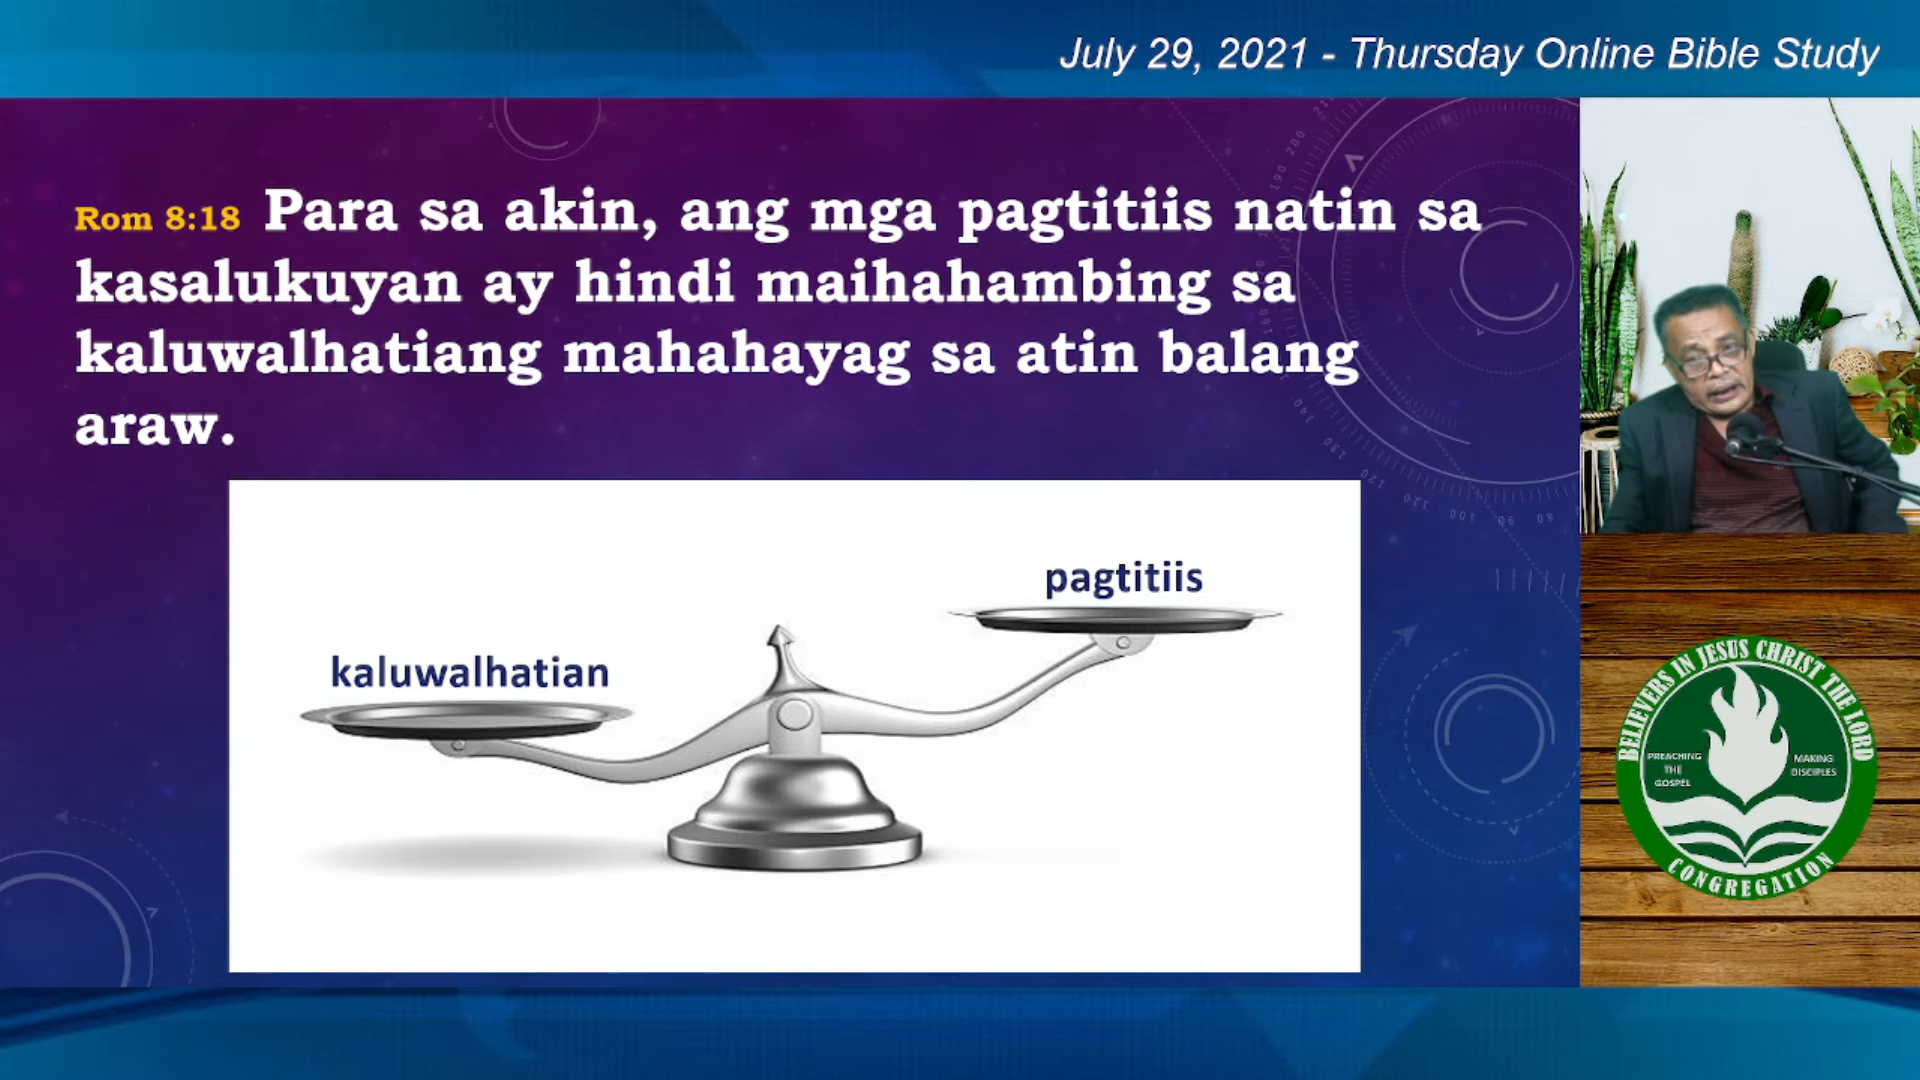 July 29, 2021 - Thursday Online Bible Study
Rom 8:18 Para sa akin, ang mga pagtitiis natin sa
kasalukuyan ay hindi maihahambing sa
kaluwalhatiang mahahayag sa atin balang
araw.
pagtitiis
kaluwalhatian
BELIEVERS IN JESUS CHRIST THE LORD
PREACHING
THE
GOSPEL
MAKING
DISCIPLES
CONGREGATION